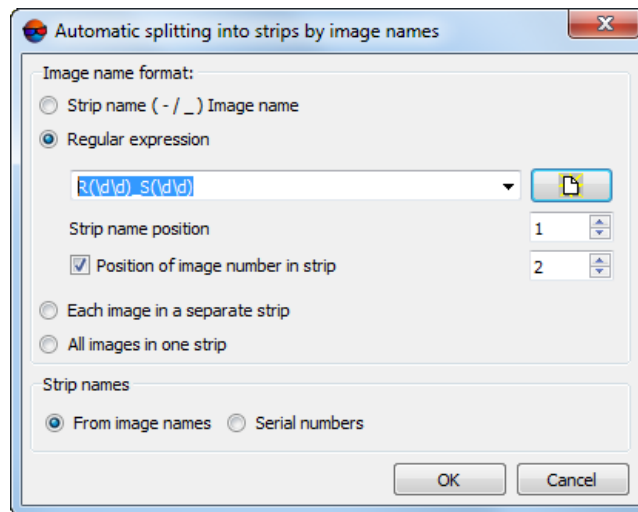 Automatic splitting into strips by image names
Image name format:
Strip name ( - / _ ) Image name
Regular expression
R(\d\d)_S(\d\d)
Strip name position 1
Position of image number in strip 2
Each image in a separate strip
All images in one strip
Strip names
From image names Serial numbers
OK Cancel